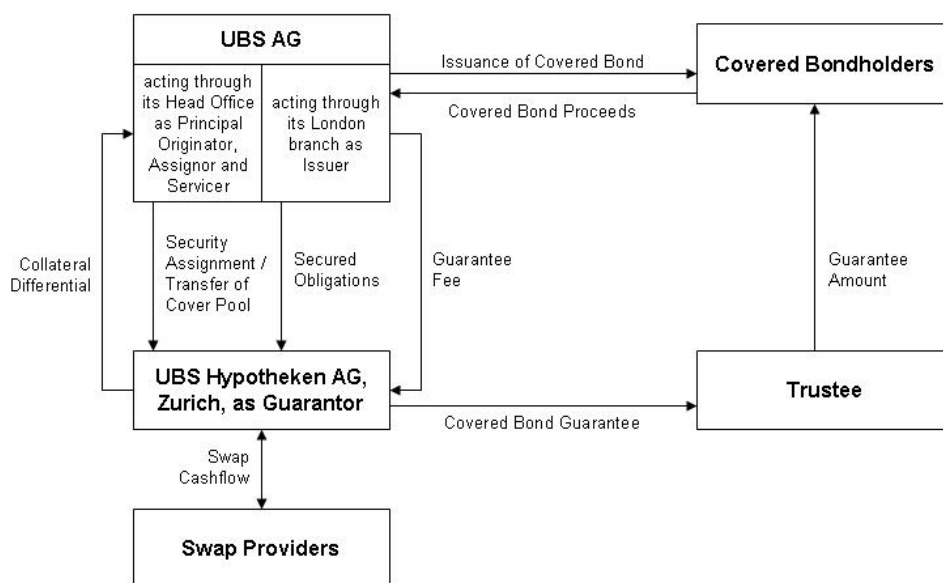 UBS AG
acting through
its Head Office
as Principal
Originator,
Assignor and
Servicer
acting through
its London
branch as
Issuer
Issuance of Covered Bond
Covered Bond Proceeds
Covered Bondholders
Collateral
Differential
Security
Assignment /
Transfer of
Cover Pool
Secured
Obligations
Guarantee
Fee
Guarantee
Amount
UBS Hypotheken AG,
Zurich, as Guarantor
Covered Bond Guarantee
Trustee
Swap
Cashflow
Swap Providers